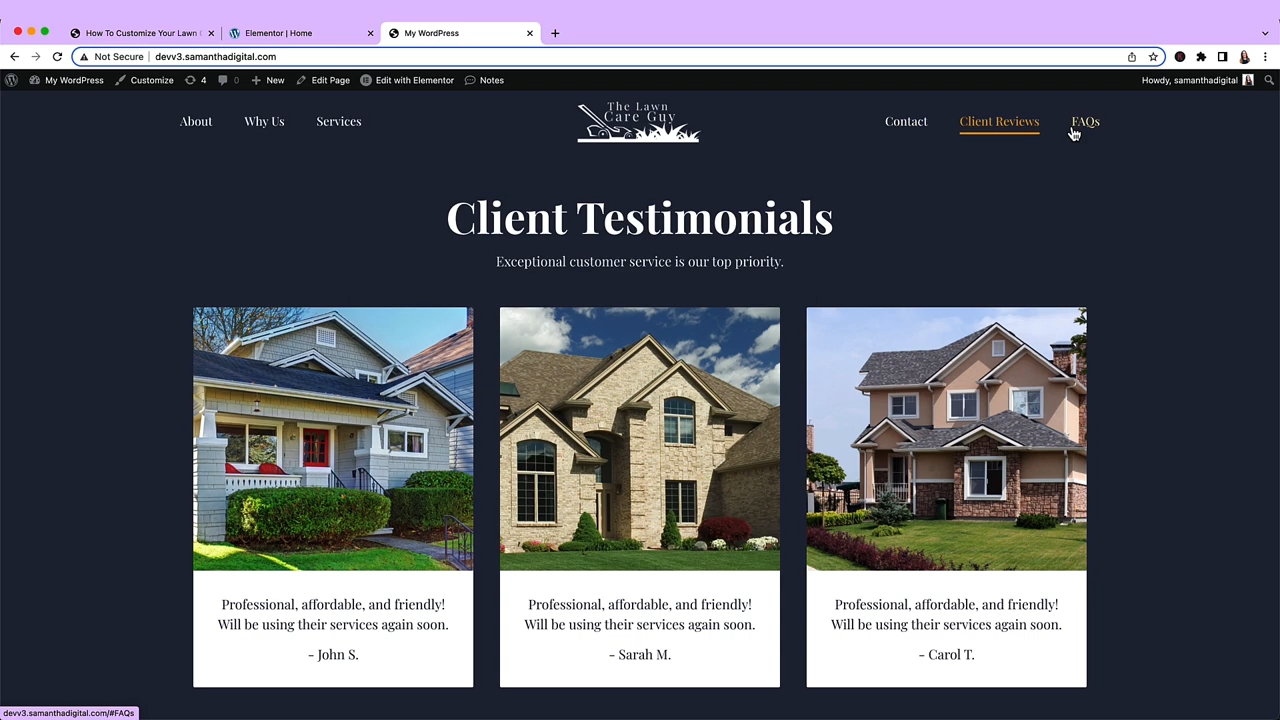 How To Customize Your Lawn
Elementor | Home
My WordPress
Not Secure
devv3.samanthadigital.com
My WordPress
Customize
4
0
New
Edit Page
Edit with Elementor
Notes
Howdy, samanthadigital
About
Why Us
Services
The Lawn
Care Guy
Contact
Client Reviews
FAQs
Client Testimonials
Exceptional customer service is our top priority.
Professional, affordable, and friendly!
Will be using their services again soon.
- John S.
Professional, affordable, and friendly!
Will be using their services again soon.
- Sarah M.
Professional, affordable, and friendly!
Will be using their services again soon.
- Carol T.
devv3.samanthadigital.com/#FAQs